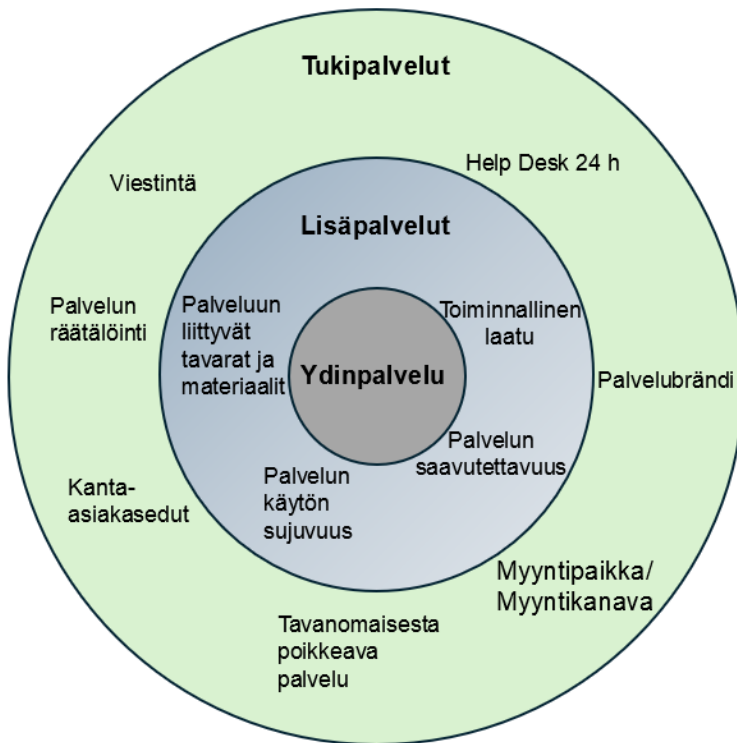 Tukipalvelut
Help Desk 24 h
Viestintä
Lisäpalvelut
Palvelun
räätälöinti
Palveluun
liittyvät
tavarat ja
materiaalit
Toiminnallinen
laatu
Ydinpalvelu
Palvelubrändi
Palvelun
saavutettavuus
Palvelun
käytön
sujuvuus
Kanta-
asiakasedut
Myyntipaikka/
Myyntikanava
Tavanomaisesta
poikkeava
palvelu